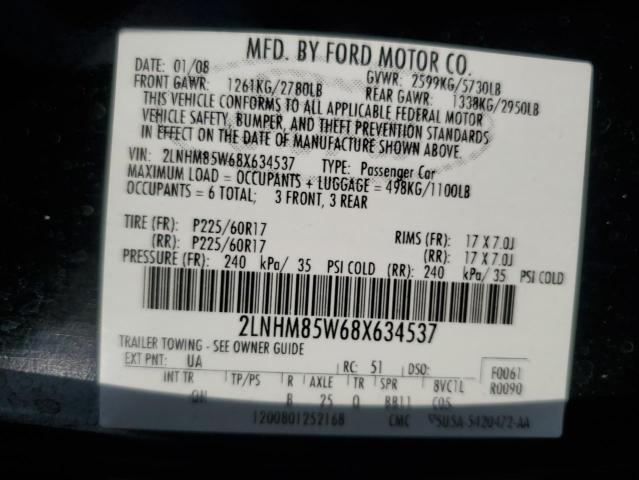 MFD. BY FORD MOTOR CO.
DATE: 01/08 GVWR: 2599KG/5730LB
FRONT GAWR: 1261KG/2780LB REAR GAWR: 1338KG/2950LB
THIS VEHICLE CONFORMS TO ALL APPLICABLE FEDERAL MOTOR
VEHICLE SAFETY, BUMPER, AND THEFT PREVENTION STANDARDS
IN EFFECT ON THE DATE OF MANUFACTURE SHOWN ABOVE.
VIN: 2LNHM85W68X634537 TYPE: Passenger Car
MAXIMUM LOAD = OCCUPANTS + LUGGAGE = 498KG/1100LB
OCCUPANTS = 6 TOTAL; 3 FRONT, 3 REAR
TIRE (FR): P225/60R17 RIMS (FR): 17 X 7.0J
(RR): P225/60R17 (RR): 17 X 7.0J
PRESSURE (FR): 240 kPa/ 35 PSI COLD (RR): 240 kPa/ 35 PSI COLD
2LNHM85W68X634537
TRAILER TOWING - SEE OWNER GUIDE
EXT PNT: UA RC: 51 DSO: F0061
INT TR TP/PS R AXLE TR SPR BVCTL R0090
B 25 Q BB11 C05
1200801252168 CMC 5U5A-5420472-AA